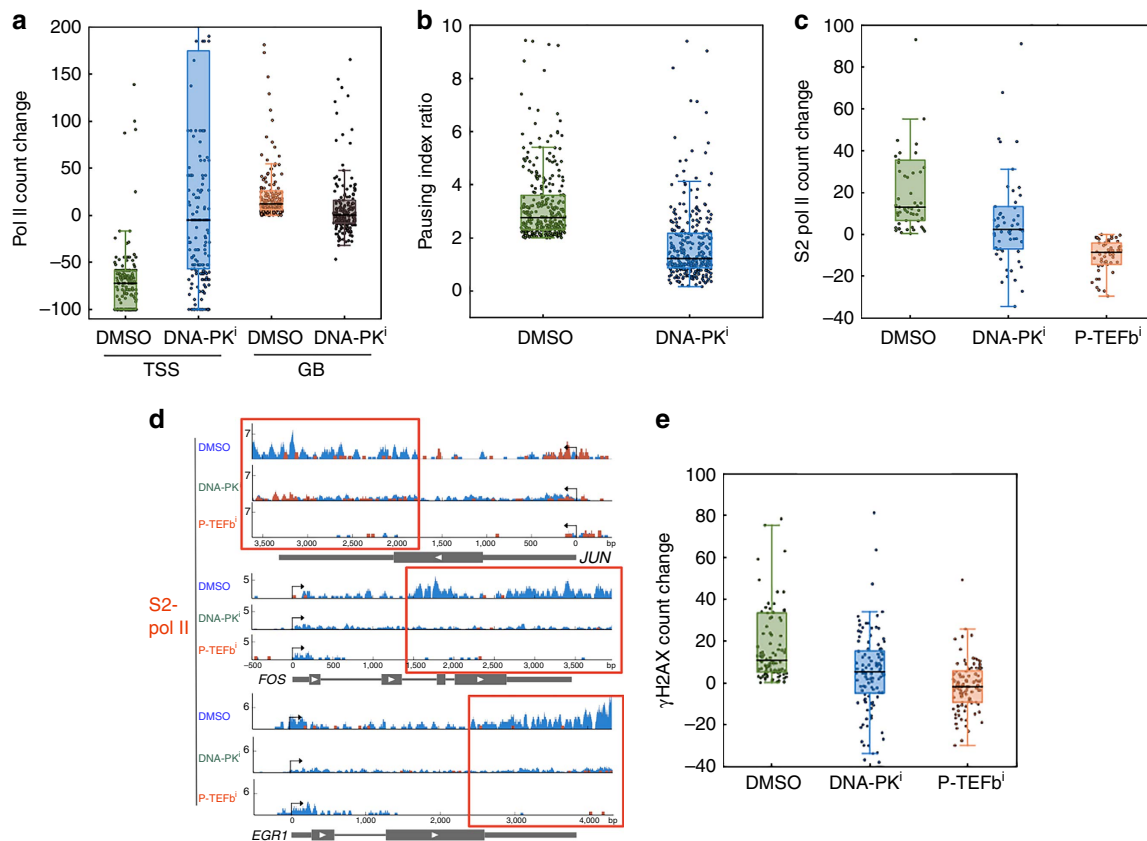 a
200
150
100
50
0
−50
−100
Pol II count change
DMSO DNA-PKi DMSO DNA-PKi
TSS GB
b
10
8
6
4
2
0
Pausing index ratio
DMSO DNA-PKi
c
100
80
60
40
20
0
−20
−40
S2 pol II count change
DMSO DNA-PKi P-TEFbi
d
S2-
pol II
7
DMSO
7
DNA-PK
7
P-TEFbi
3,500 3,000 2,500 2,000 1,500 1,000 500 0 bp
JUN
5
DMSO
5
DNA-PKi
5
P-TEFbi
−500 0 500 1,000 1,500 2,000 2,500 3,000 3,500 bp
FOS
6
DMSO
6
DNA-PKi
6
P-TEFbi
0 1,000 2,000 3,000 4,000 bp
EGR1
e
100
80
60
40
20
0
−20
−40
γH2AX count change
DMSO DNA-PKi P-TEFbi